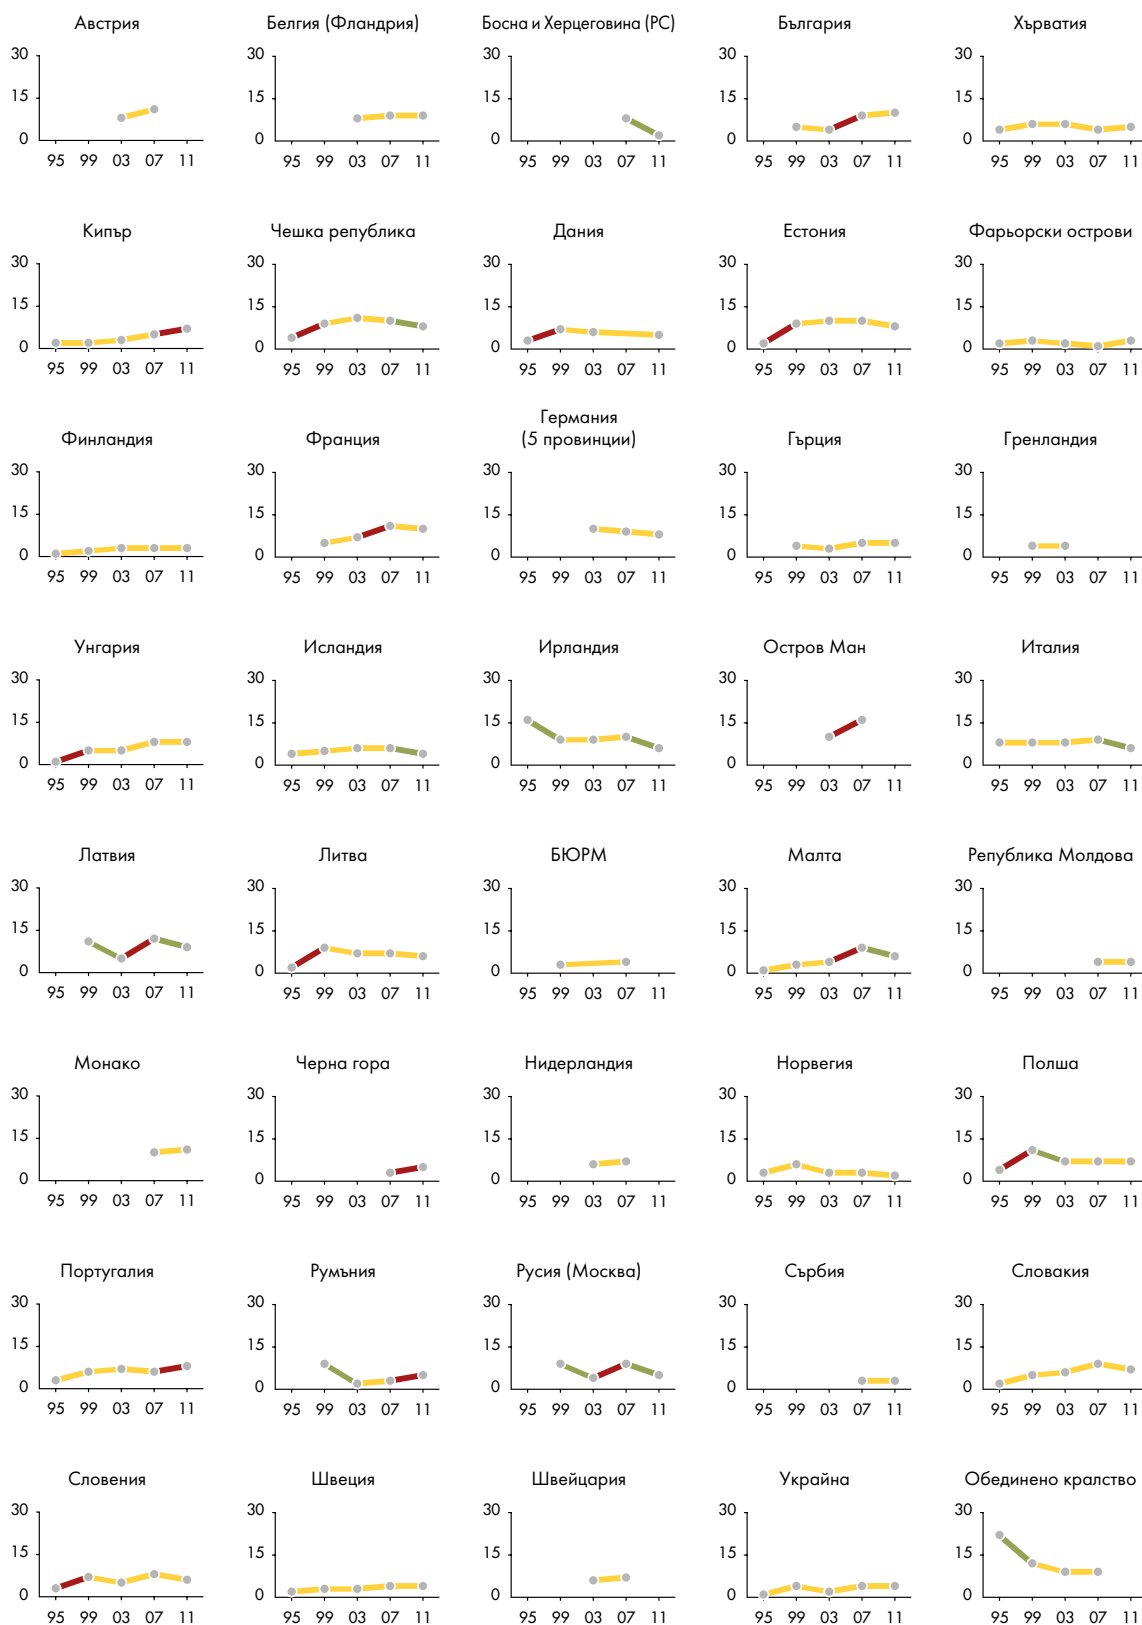 Австрия
Белгия (Фландрия)
Босна и Херцеговина (РС)
България
Хърватия
30 30 30 30 30
15 15 15 15 15
0 0 0 0 0
95 99 03 07 11 95 99 03 07 11 95 99 03 07 11 95 99 03 07 11 95 99 03 07 11
Кипър
Чешка република
Дания
Естония
Фарьорски острови
30 30 30 30 30
15 15 15 15 15
0 0 0 0 0
95 99 03 07 11 95 99 03 07 11 95 99 03 07 11 95 99 03 07 11 95 99 03 07 11
Финландия
Франция
Германия
(5 провинции)
Гърция
Гренландия
30 30 30 30 30
15 15 15 15 15
0 0 0 0 0
95 99 03 07 11 95 99 03 07 11 95 99 03 07 11 95 99 03 07 11 95 99 03 07 11
Унгария
Исландия
Ирландия
Остров Ман
Италия
30 30 30 30 30
15 15 15 15 15
0 0 0 0 0
95 99 03 07 11 95 99 03 07 11 95 99 03 07 11 95 99 03 07 11 95 99 03 07 11
Латвия
Литва
БЮРМ
Малта
Република Молдова
30 30 30 30 30
15 15 15 15 15
0 0 0 0 0
95 99 03 07 11 95 99 03 07 11 95 99 03 07 11 95 99 03 07 11 95 99 03 07 11
Монако
Черна гора
Нидерландия
Норвегия
Полша
30 30 30 30 30
15 15 15 15 15
0 0 0 0 0
95 99 03 07 11 95 99 03 07 11 95 99 03 07 11 95 99 03 07 11 95 99 03 07 11
Португалия
Румъния
Русия (Москва)
Сърбия
Словакия
30 30 30 30 30
15 15 15 15 15
0 0 0 0 0
95 99 03 07 11 95 99 03 07 11 95 99 03 07 11 95 99 03 07 11 95 99 03 07 11
Словения
Швеция
Швейцария
Украйна
Обединено кралство
30 30 30 30 30
15 15 15 15 15
0 0 0 0 0
95 99 03 07 11 95 99 03 07 11 95 99 03 07 11 95 99 03 07 11 95 99 03 07 11